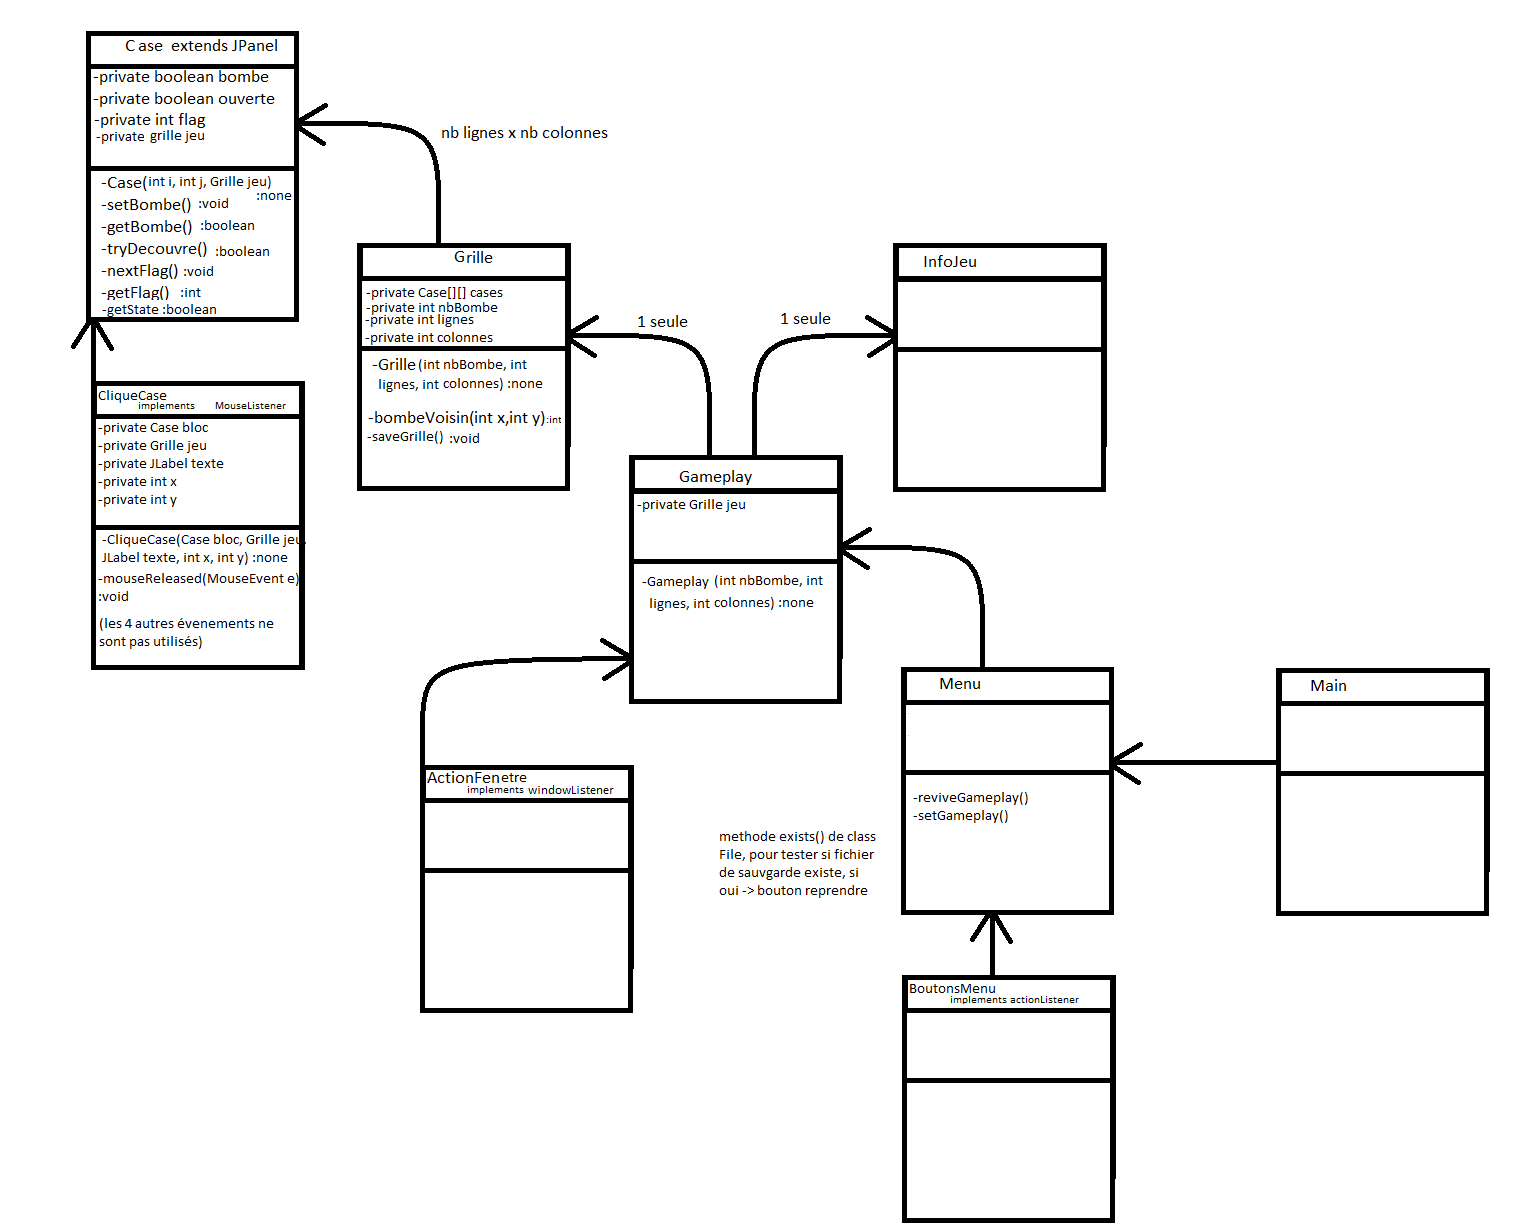 Case extends JPanel
-private boolean bombe
-private boolean ouverte
-private int flag
-private grille jeu
-Case(int i, int j, Grille jeu)
:none
-setBombe() :void
-getBombe() :boolean
-tryDecouvre() :boolean
-nextFlag() :void
-getFlag() :int
-getState :boolean
nb lignes x nb colonnes
Grille
-private Case[][] cases
-private int nbBombe
-private int lignes
-private int colonnes
-Grille (int nbBombe, int
lignes, int colonnes) :none
-bombeVoisin(int x,int y):int
-saveGrille() :void
1 seule
1 seule
InfoJeu
CliqueCase
implements MouseListener
-private Case bloc
-private Grille jeu
-private JLabel texte
-private int x
-private int y
-CliqueCase(Case bloc, Grille jeu,
JLabel texte, int x, int y) :none
-mouseReleased(MouseEvent e)
:void
(les 4 autres évenements ne
sont pas utilisés)
Gameplay
-private Grille jeu
-Gameplay (int nbBombe, int
lignes, int colonnes) :none
Menu
-reviveGameplay()
-setGameplay()
Main
ActionFenetre
implements windowListener
methode exists() de class
File, pour tester si fichier
de sauvgarde existe, si
oui -> bouton reprendre
BoutonsMenu
implements actionListener